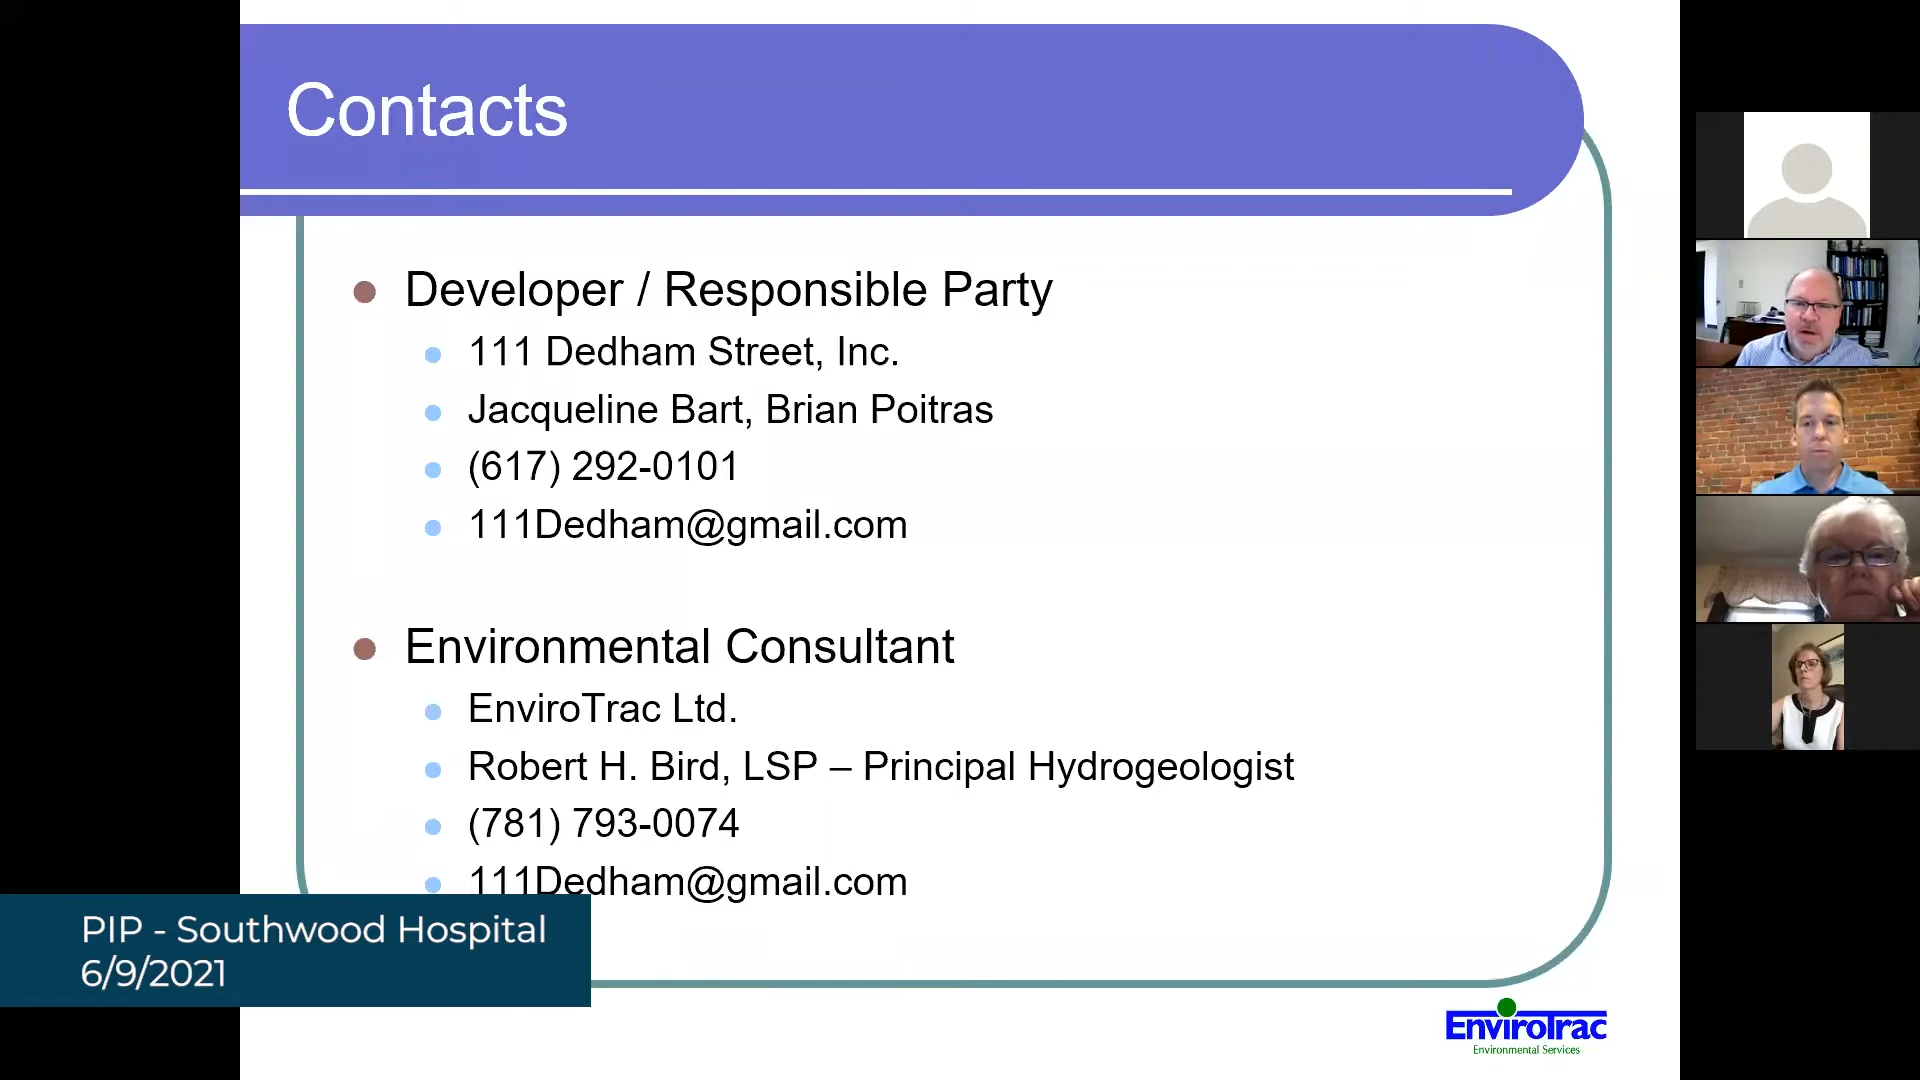 Contacts
Developer / Responsible Party
111 Dedham Street, Inc.
Jacqueline Bart, Brian Poitras
(617) 292-0101
111Dedham@gmail.com
Environmental Consultant
EnviroTrac Ltd.
Robert H. Bird, LSP – Principal Hydrogeologist
(781) 793-0074
111Dedham@gmail.com
PIP - Southwood Hospital
6/9/2021
EnviroTrac
Environmental Services